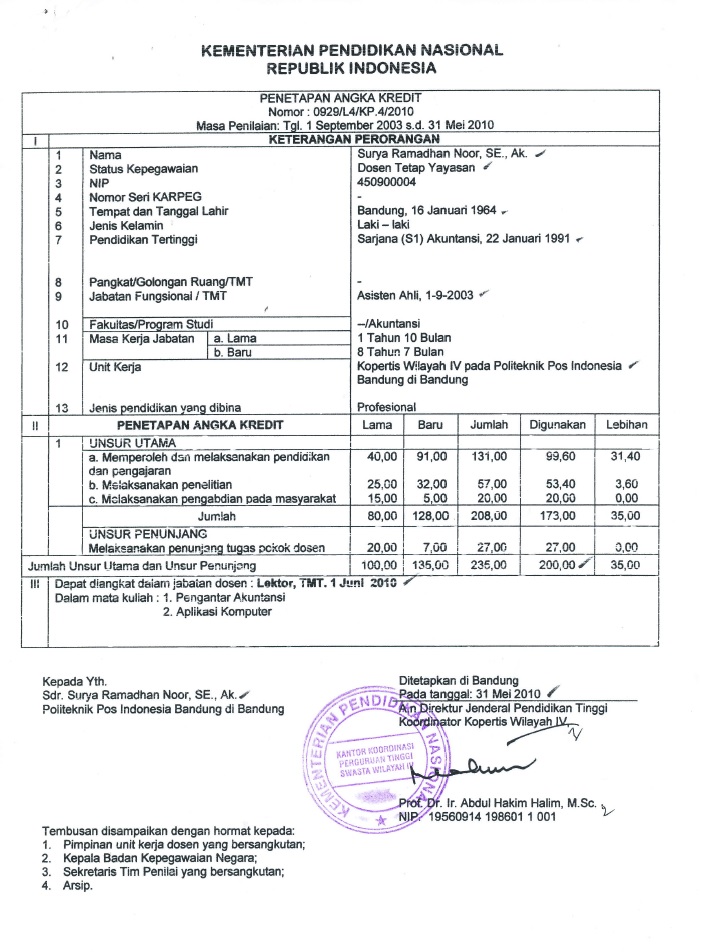 KEMENTERIAN PENDIDIKAN NASIONAL
REPUBLIK INDONESIA
PENETAPAN ANGKA KREDIT
Nomor : 0929/L4/KP.4/2010
Masa Penilaian: Tgl. 1 September 2003 s.d. 31 Mei 2010
I KETERANGAN PERORANGAN
1 Nama Surya Ramadhan Noor, SE., Ak.
2 Status Kepegawaian Dosen Tetap Yayasan
3 NIP 450900004
4 Nomor Seri KARPEG -
5 Tempat dan Tanggal Lahir Bandung, 16 Januari 1964
6 Jenis Kelamin Laki – laki
7 Pendidikan Tertinggi Sarjana (S1) Akuntansi, 22 Januari 1991
8 Pangkat/Golongan Ruang/TMT -
9 Jabatan Fungsional / TMT Asisten Ahli, 1-9-2003
10 Fakultas/Program Studi –/Akuntansi
11 Masa Kerja Jabatan a. Lama 1 Tahun 10 Bulan
b. Baru 8 Tahun 7 Bulan
12 Unit Kerja Kopertis Wilayah IV pada Politeknik Pos Indonesia
Bandung di Bandung
13 Jenis pendidikan yang dibina Profesional
II PENETAPAN ANGKA KREDIT Lama Baru Jumlah Digunakan Lebihan
1 UNSUR UTAMA
a. Memperoleh dan melaksanakan pendidikan 40,00 91,00 131,00 99,60 31,40
dan pengajaran
b. Melaksanakan penelitian 25,00 32,00 57,00 53,40 3,60
c. Melaksanakan pengabdian pada masyarakat 15,00 5,00 20,00 20,00 0,00
Jumlah 80,00 128,00 208,00 173,00 35,00
UNSUR PENUNJANG
Melaksanakan penunjang tugas pokok dosen 20,00 7,00 27,00 27,00 0,00
Jumlah Unsur Utama dan Unsur Penunjang 100,00 135,00 235,00 200,00 35,00
III Dapat diangkat dalam jabatan dosen : Lektor, TMT. 1 Juni 2010
Dalam mata kuliah : 1. Pengantar Akuntansi
2. Aplikasi Komputer
Kepada Yth.
Sdr. Surya Ramadhan Noor, SE., Ak.
Politeknik Pos Indonesia Bandung di Bandung
Ditetapkan di Bandung
Pada tanggal: 31 Mei 2010
A.n Direktur Jenderal Pendidikan Tinggi
Koordinator Kopertis Wilayah IV,
KEMENTERIAN PENDIDIKAN NASIONAL
KANTOR KOORDINASI
PERGURUAN TINGGI
SWASTA WILAYAH IV
Prof. Dr. Ir. Abdul Hakim Halim, M.Sc.
NIP. 19560914 198601 1 001
Tembusan disampaikan dengan hormat kepada:
1. Pimpinan unit kerja dosen yang bersangkutan;
2. Kepala Badan Kepegawaian Negara;
3. Sekretaris Tim Penilai yang bersangkutan;
4. Arsip.